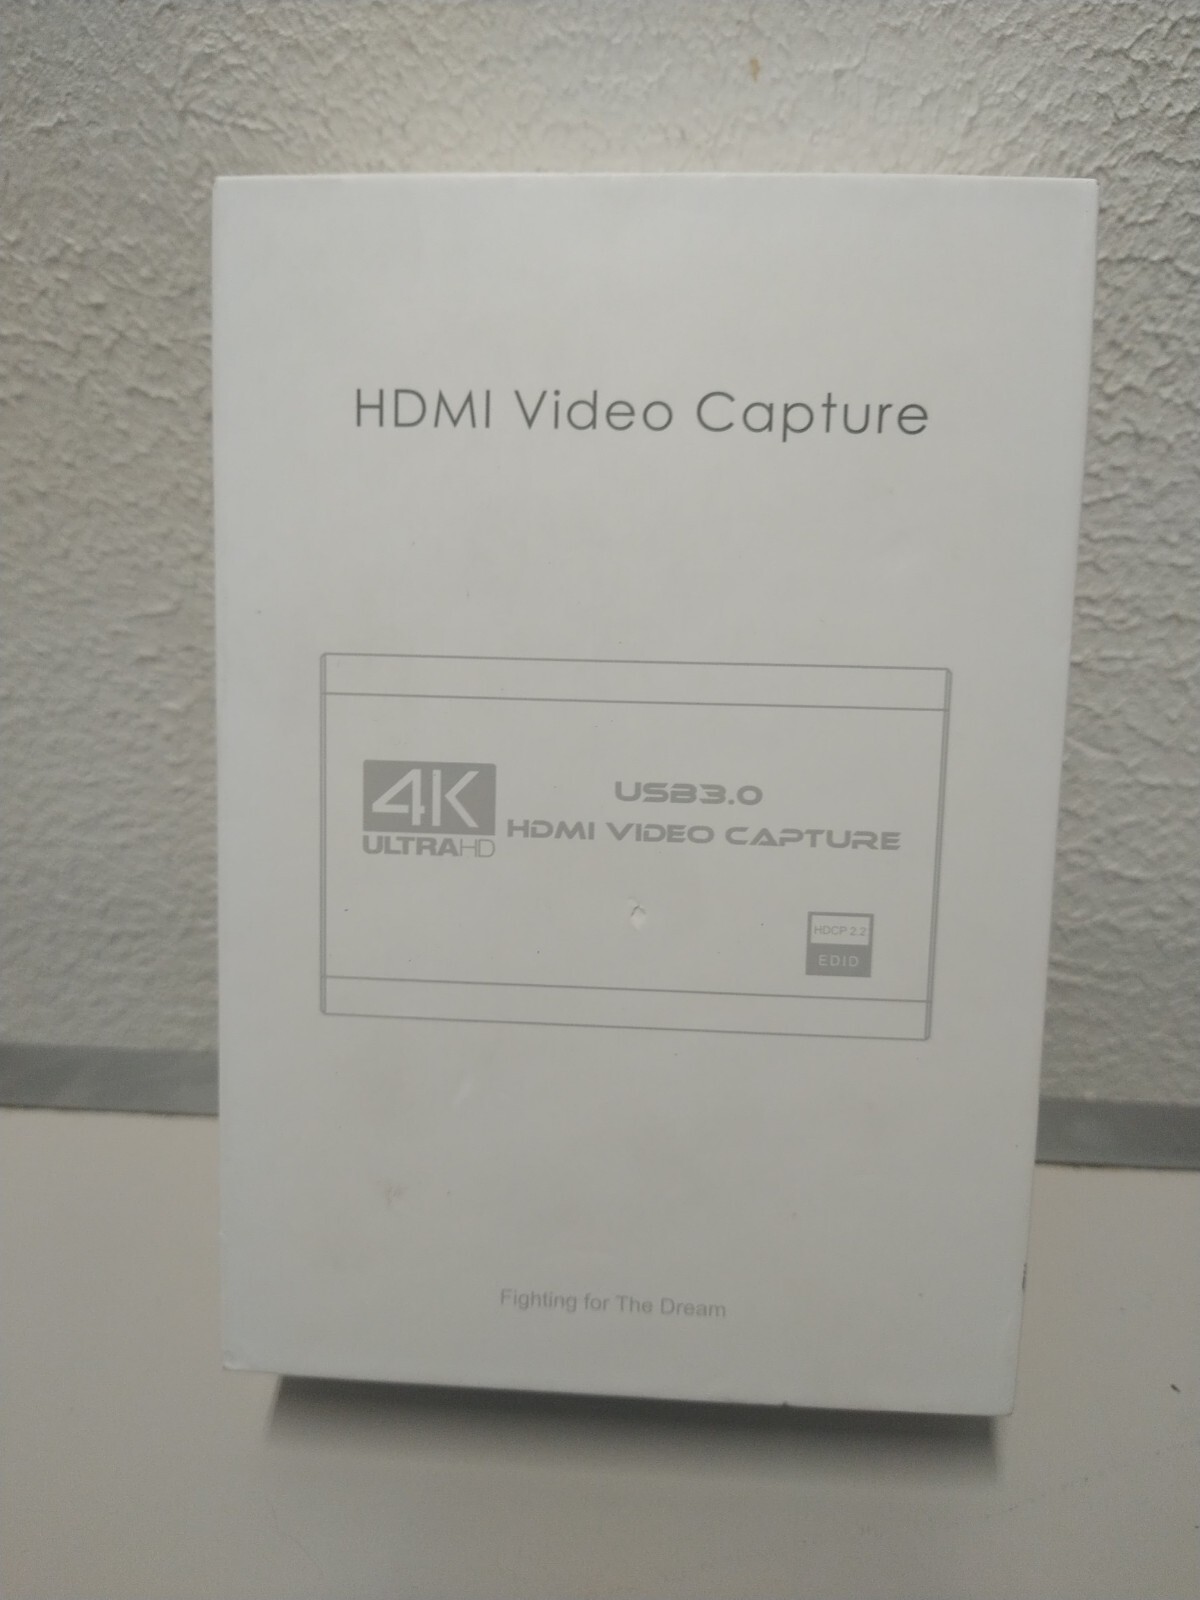 HDMI Video Capture
4K
ULTRAHD
USB3.0
HDMI VIDEO CAPTURE
HDCP 2.2
EDID
Fighting for The Dream